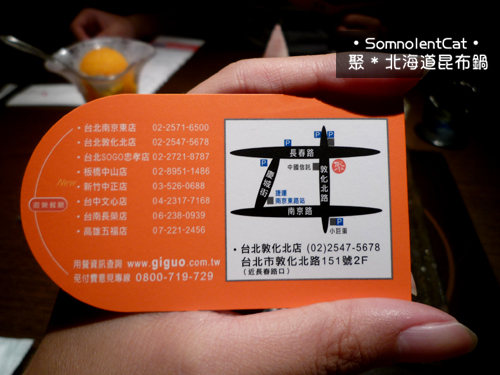 • SomnolentCat •
聚 * 北海道昆布鍋
• 台北南京東店 02-2571-6500
• 台北敦化北店 02-2547-5678
• 台北SOGO忠孝店 02-2721-8787
• 板橋中山店 02-8951-1486
New
• 新竹中正店 03-526-0688
• 台中文心店 04-2317-7168
• 台南長榮店 06-238-0939
• 高雄五福店 07-221-2456
用餐資訊查詢 www.giguo.com.tw
免付費意見專線 0800-719-729
P
P
長春路
中國信託
P
聚
敦化北路
捷運
南京東路站
南京路
P
小巨蛋
• 台北敦化北店 (02)2547-5678
台北市敦化北路151號2F
(近長春路口)